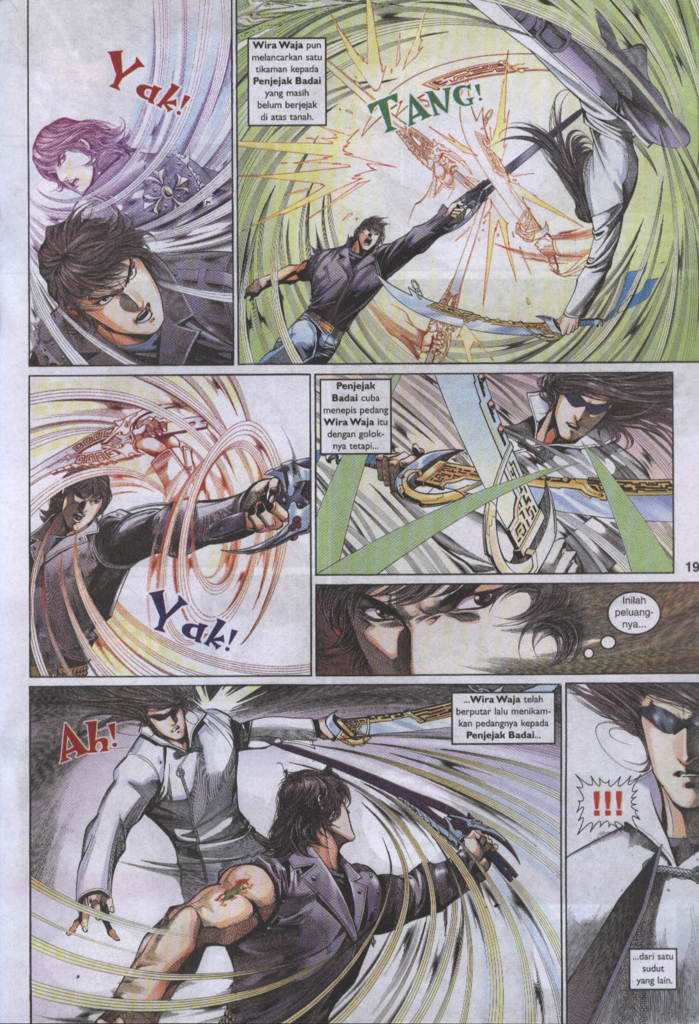 Yak!
Wira Waja pun
melancarkan satu
tikaman kepada
Penjejak Badai
yang masih
belum berjejak
di atas tanah.
TANG!
Yak!
Penjejak
Badai cuba
menepis pedang
Wira Waja itu
dengan golok-
nya tetapi...
19
Inilah
peluang-
nya...
Ah!
...Wira Waja telah
berputar lalu menikam-
kan pedangnya kepada
Penjejak Badai...
!!!
...dari satu
sudut
yang lain.